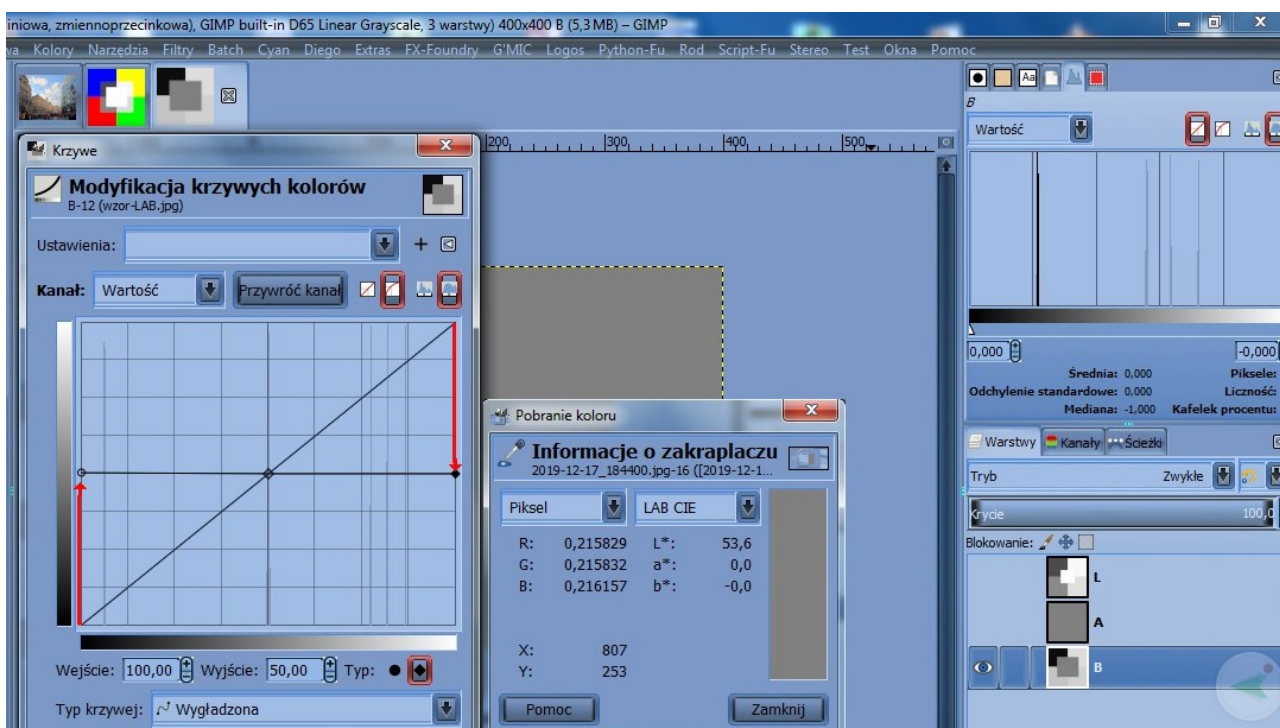 iniowa, zmiennoprzecinkowa), GIMP built-in D65 Linear Grayscale, 3 warstwy) 400x400 B (5,3 MB) – GIMP
wa Kolory Narzędzia Filtry Batch Cyan Diego Extras FX-Foundry G'MIC Logos Python-Fu Rod Script-Fu Stereo Test Okna Pomoc
Krzywe
Modyfikacja krzywych kolorów
B-12 (wzor-LAB.jpg)
Ustawienia:
Kanał: Wartość Przywróć kanał
Wejście: 100,00 Wyjście: 50,00 Typ:
Typ krzywej: Wygładzona
200 300 400 500
Pobranie koloru
Informacje o zakraplaczu
2019-12-17_184400.jpg-16 ([2019-12-1...
Piksel LAB CIE
R: 0,215829 L*: 53,6
G: 0,215832 a*: 0,0
B: 0,216157 b*: -0,0
X: 807
Y: 253
Pomoc Zamknij
Aa
B
Wartość
0,000 -0,000
Średnia: 0,000 Piksele:
Odchylenie standardowe: 0,000 Liczność:
Mediana: -1,000 Kafelek procentu:
Warstwy Kanały Ścieżki
Tryb Zwykłe
Krycie 100,0
Blokowanie:
L
A
B